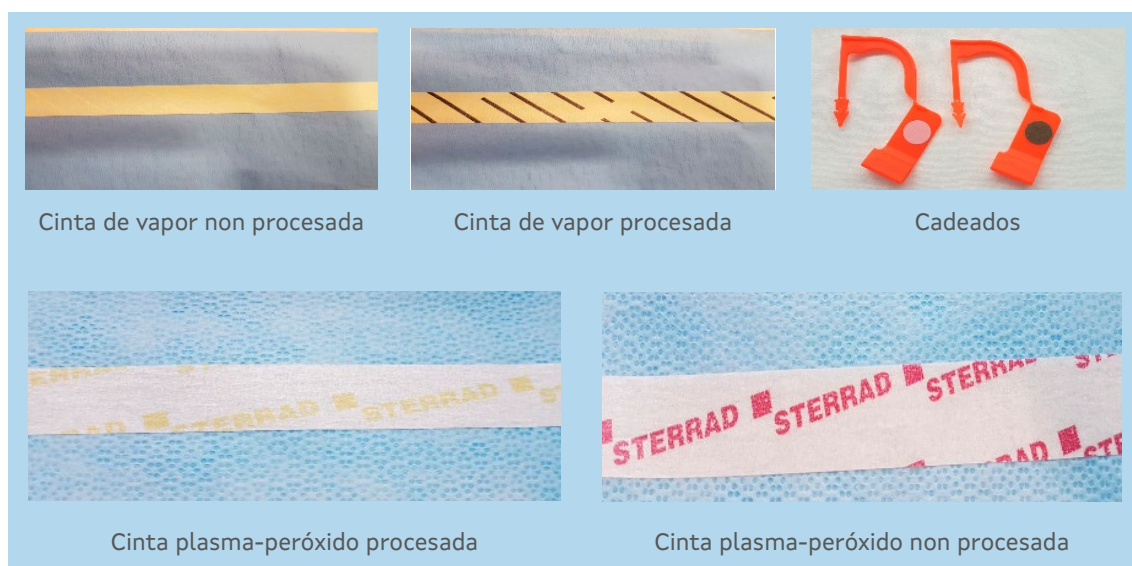 Cinta de vapor non procesada
Cinta de vapor procesada
Cadeados
STERRAD STERRAD
STERRAD STERRAD STERRAD
Cinta plasma-peróxido procesada
Cinta plasma-peróxido non procesada